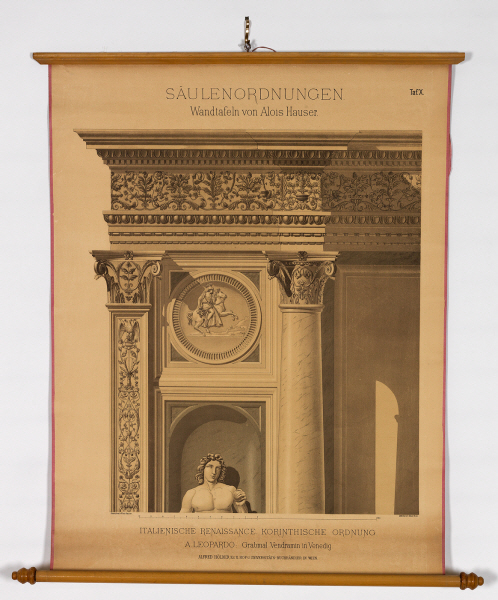 SÄULENORDNUNGEN
Taf.X.
Wandtafeln von Alois Hauser.
ITALIENISCHE RENAISSANCE KORINTHISCHE ORDNUNG
A. LEOPARDO. Grabmal Vendramin in Venedig
ALFRED HÖLDER K.K. HOF- U. UNIVERSITÄTS-BUCHHÄNDLER IN WIEN